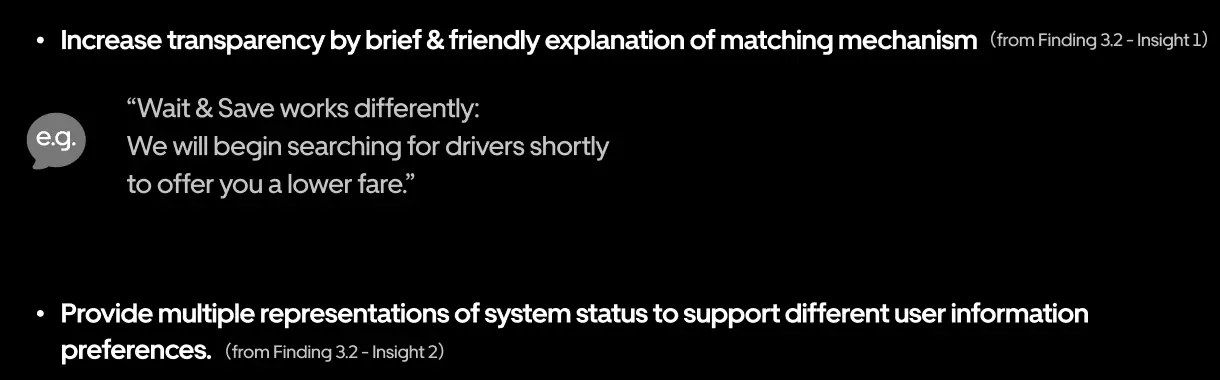 • Increase transparency by brief & friendly explanation of matching mechanism (from Finding 3.2 - Insight 1)
e.g.
“Wait & Save works differently:
We will begin searching for drivers shortly
to offer you a lower fare.”
• Provide multiple representations of system status to support different user information
preferences. (from Finding 3.2 - Insight 2)